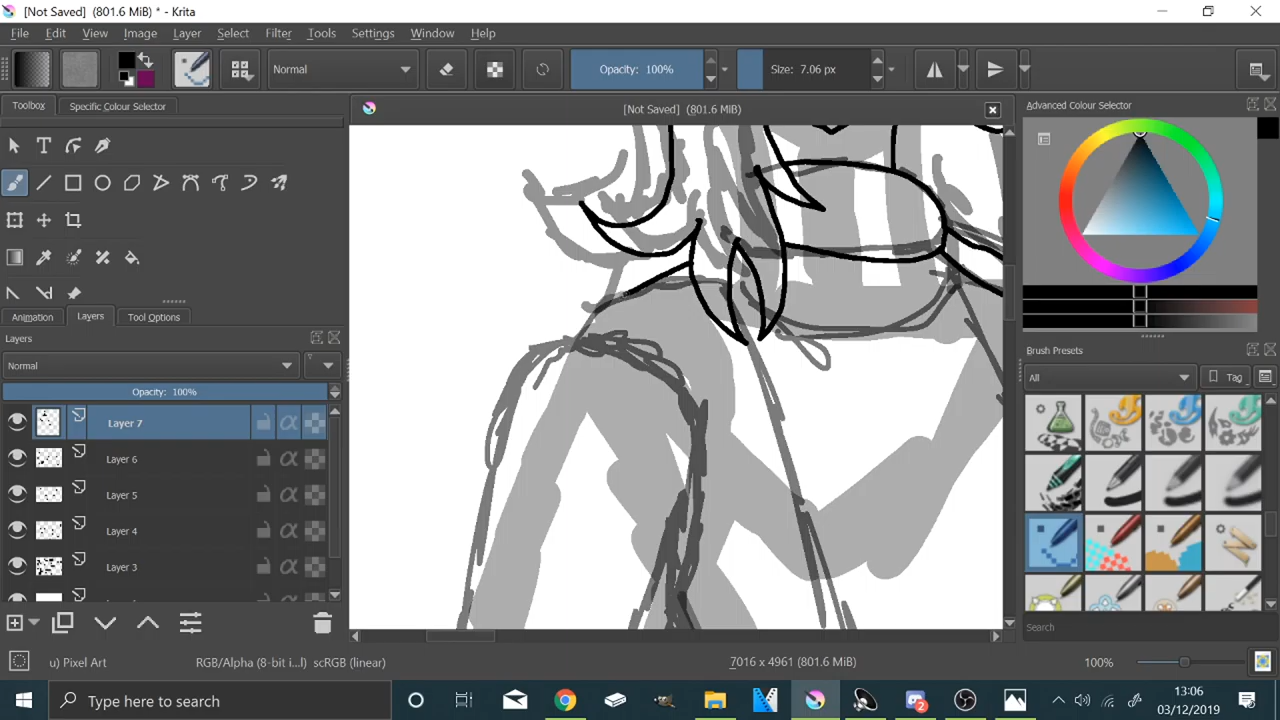 [Not Saved] (801.6 MiB) * - Krita
File Edit View Image Layer Select Filter Tools Settings Window Help
Normal
Opacity: 100%
Size: 7.06 px
Toolbox
Specific Colour Selector
[Not Saved] (801.6 MiB)
Advanced Colour Selector
Animation
Layers
Tool Options
Layers
Normal
Opacity: 100%
Layer 7
Layer 6
Layer 5
Layer 4
Layer 3
Brush Presets
All
Tag
Search
u) Pixel Art
RGB/Alpha (8-bit i...l) scRGB (linear)
7016 x 4961 (801.6 MiB)
100%
Type here to search
2
13:06
03/12/2019